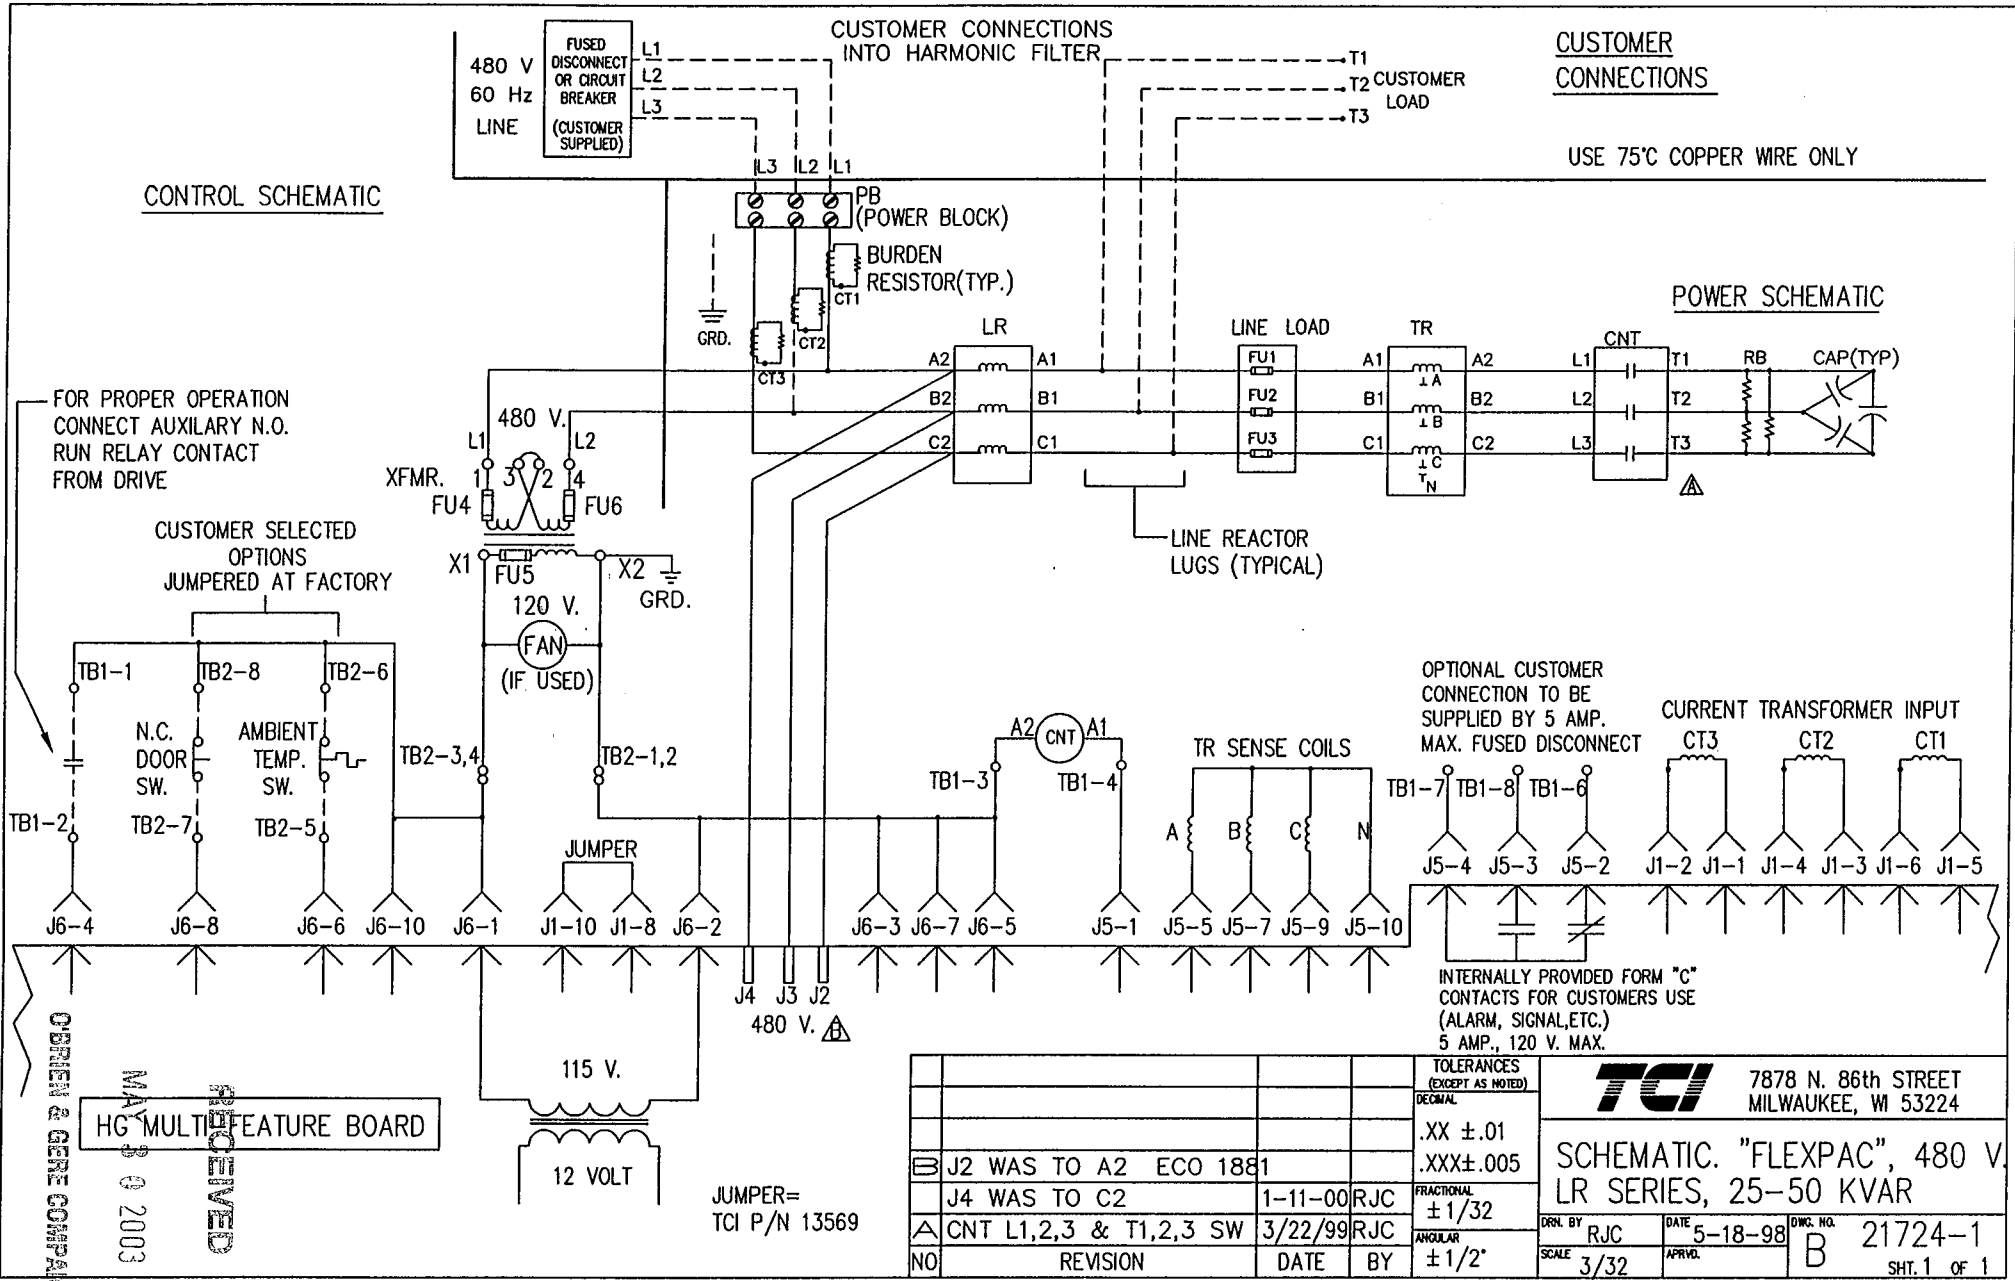 CUSTOMER CONNECTIONS
INTO HARMONIC FILTER
CUSTOMER
CONNECTIONS
480 V
60 Hz
LINE
FUSED
DISCONNECT
OR CIRCUIT
BREAKER
(CUSTOMER
SUPPLIED)
L1
L2
L3
T1
T2
T3
CUSTOMER
LOAD
USE 75°C COPPER WIRE ONLY
CONTROL SCHEMATIC
L3 L2 L1
PB
(POWER BLOCK)
BURDEN
RESISTOR(TYP.)
CT1
CT2
CT3
GRD.
POWER SCHEMATIC
LR
LINE LOAD
TR
CNT
RB
CAP(TYP)
A2 A1 FU1 A1 A A2 L1 T1
B2 B1 FU2 B1 B B2 L2 T2
C2 C1 FU3 C1 C C2 L3 T3
N
A
FOR PROPER OPERATION
CONNECT AUXILARY N.O.
RUN RELAY CONTACT
FROM DRIVE
480 V.
L1 L2
XFMR. 1 3 2 4
FU4 FU6
LINE REACTOR
LUGS (TYPICAL)
CUSTOMER SELECTED
OPTIONS
JUMPERED AT FACTORY
X1 FU5 X2
GRD.
120 V.
FAN
(IF USED)
TB1-1 TB2-8 TB2-6
N.C.
DOOR
SW.
AMBIENT
TEMP.
SW.
TB2-3,4 TB2-1,2
TB1-2 TB2-7 TB2-5
JUMPER
A2 CNT A1
TB1-3 TB1-4
TR SENSE COILS
A B C N
OPTIONAL CUSTOMER
CONNECTION TO BE
SUPPLIED BY 5 AMP.
MAX. FUSED DISCONNECT
TB1-7 TB1-8 TB1-6
CURRENT TRANSFORMER INPUT
CT3 CT2 CT1
J5-4 J5-3 J5-2 J1-2 J1-1 J1-4 J1-3 J1-6 J1-5
J6-4 J6-8 J6-6 J6-10 J6-1 J1-10 J1-8 J6-2 J6-3 J6-7 J6-5 J5-1 J5-5 J5-7 J5-9 J5-10
J4 J3 J2
480 V. B
INTERNALLY PROVIDED FORM "C"
CONTACTS FOR CUSTOMERS USE
(ALARM, SIGNAL,ETC.)
5 AMP., 120 V. MAX.
115 V.
12 VOLT
HG MULTI FEATURE BOARD
RECEIVED
MAY 3 0 2003
O'BRIEN & GERE
JUMPER=
TCI P/N 13569
B J2 WAS TO A2 ECO 1881
J4 WAS TO C2 1-11-00 RJC
A CNT L1,2,3 & T1,2,3 SW 3/22/99 RJC
NO REVISION DATE BY
TOLERANCES
(EXCEPT AS NOTED)
DECIMAL
.XX ±.01
.XXX±.005
FRACTIONAL
±1/32
ANGULAR
±1/2°
TCI
7878 N. 86th STREET
MILWAUKEE, WI 53224
SCHEMATIC. "FLEXPAC", 480 V.
LR SERIES, 25-50 KVAR
DRN. BY RJC DATE 5-18-98 DWG. NO. B 21724-1
SCALE 3/32 APRVD. SHT. 1 OF 1